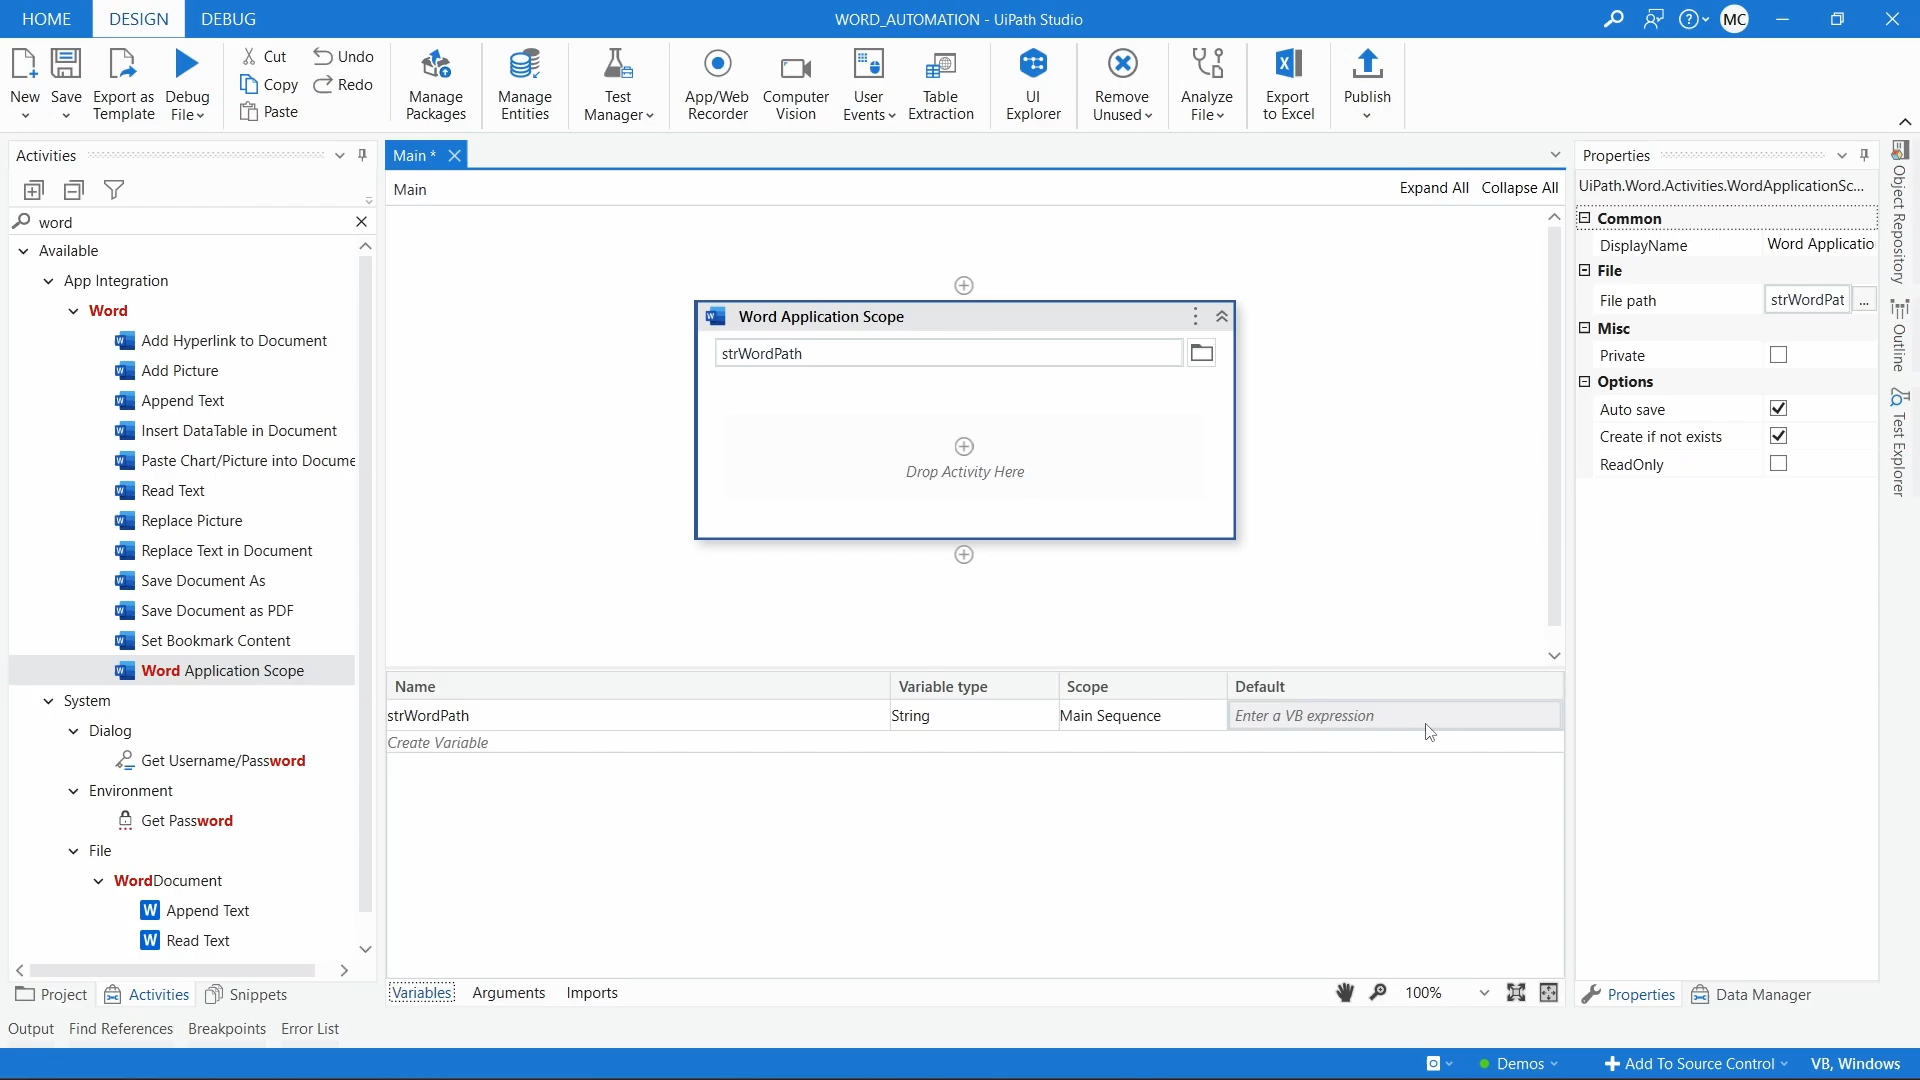 HOME DESIGN DEBUG WORD_AUTOMATION - UiPath Studio MC
New Save Export as Template Debug File Cut Copy Paste Undo Redo Manage Packages Manage Entities Test Manager App/Web Recorder Computer Vision User Events Table Extraction UI Explorer Remove Unused Analyze File Export to Excel Publish
Activities
word
Available
App Integration
Word
Add Hyperlink to Document
Add Picture
Append Text
Insert DataTable in Document
Paste Chart/Picture into Docume
Read Text
Replace Picture
Replace Text in Document
Save Document As
Save Document as PDF
Set Bookmark Content
Word Application Scope
System
Dialog
Get Username/Password
Environment
Get Password
File
WordDocument
Append Text
Read Text
Project Activities Snippets
Main *
Main Expand All Collapse All
Word Application Scope
strWordPath
Drop Activity Here
Name Variable type Scope Default
strWordPath String Main Sequence Enter a VB expression
Create Variable
Variables Arguments Imports 100%
Properties
UiPath.Word.Activities.WordApplicationSc...
Common
DisplayName Word Applicatio
File
File path strWordPat ...
Misc
Private
Options
Auto save
Create if not exists
ReadOnly
Properties Data Manager
Object Repository
Outline
Test Explorer
Output Find References Breakpoints Error List
Demos Add To Source Control VB, Windows